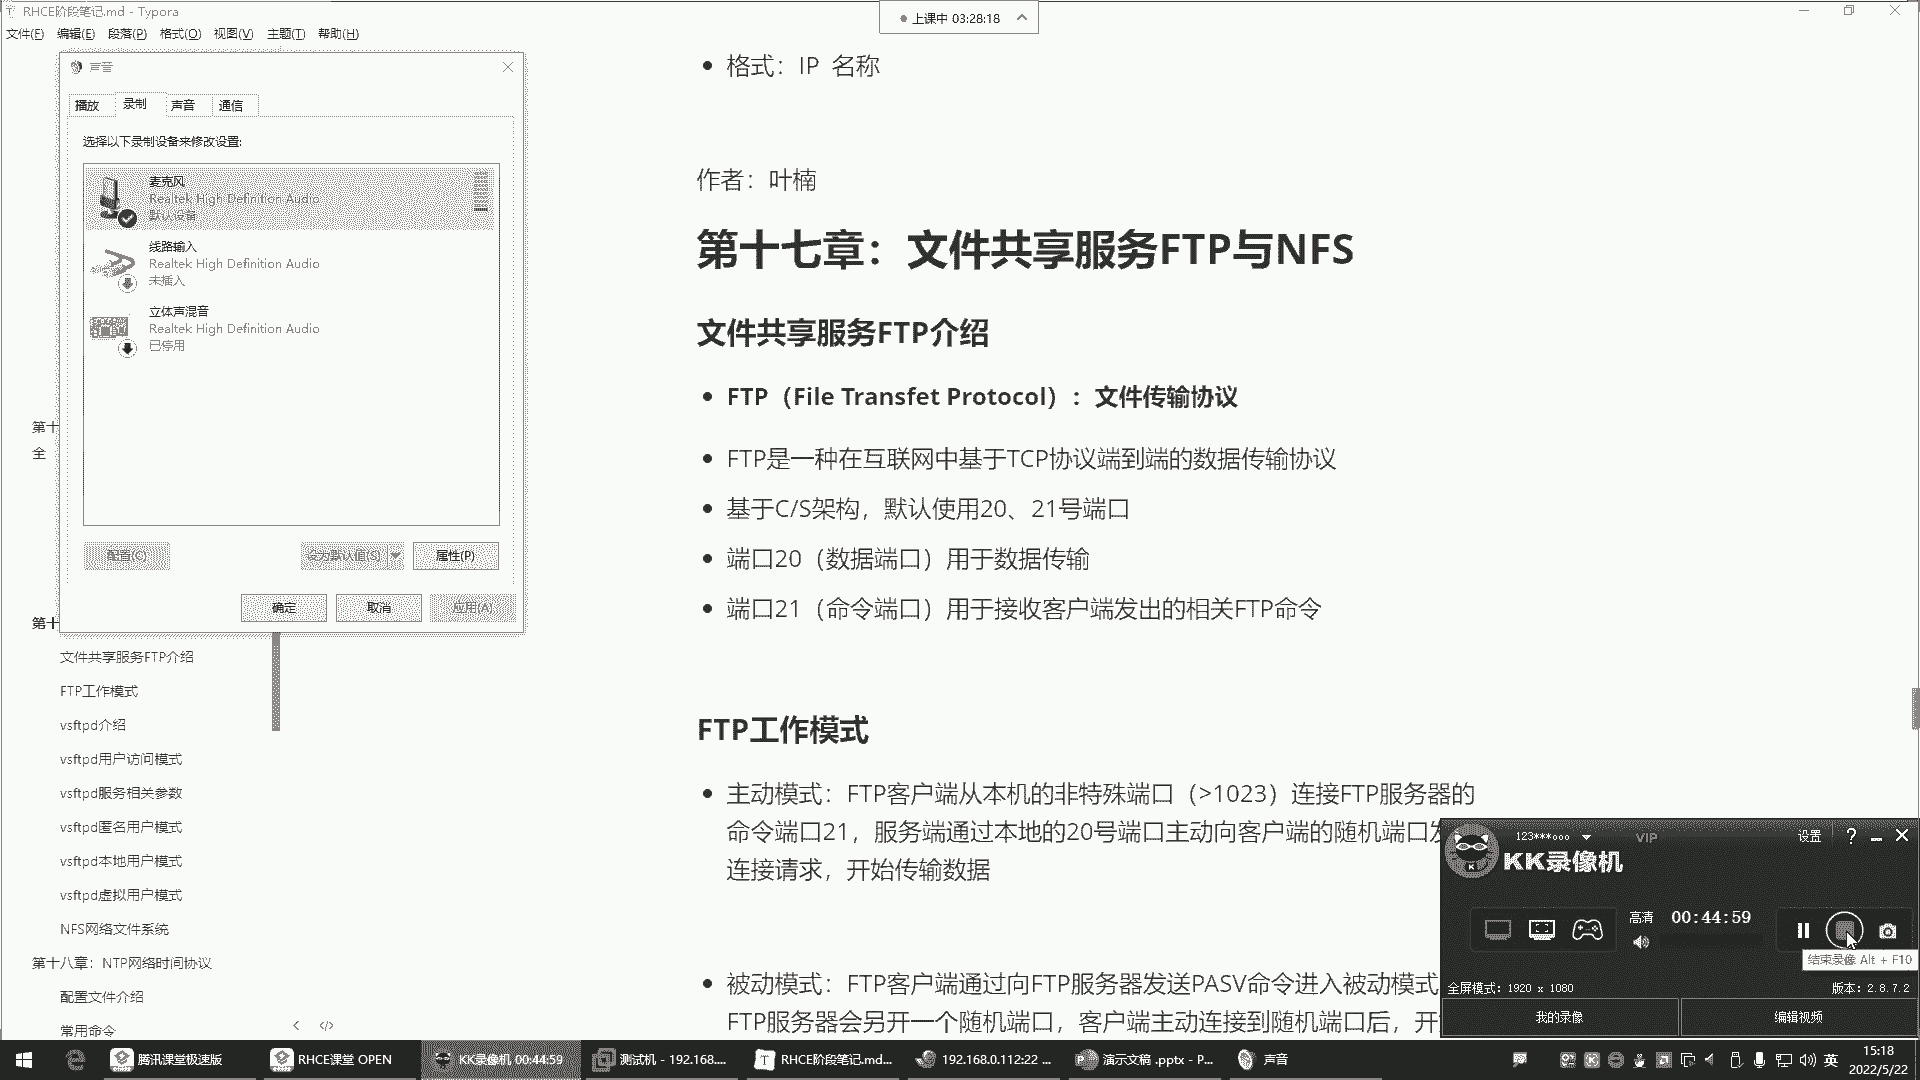 RHCE阶段笔记.md - Typora
上课中 03:28:18
文件(F) 编辑(E) 段落(P) 格式(O) 视图(V) 主题(T) 帮助(H)
声音
播放 录制 声音 通信
选择以下录制设备来修改设置:
麦克风
Realtek High Definition Audio
默认设备
线路输入
Realtek High Definition Audio
未插入
立体声混音
Realtek High Definition Audio
已停用
配置(C) 设为默认值(S) 属性(P)
确定 取消 应用(A)
第十
全
第十
文件共享服务FTP介绍
FTP工作模式
vsftpd介绍
vsftpd用户访问模式
vsftpd服务相关参数
vsftpd匿名用户模式
vsftpd本地用户模式
vsftpd虚拟用户模式
NFS网络文件系统
第十八章：NTP网络时间协议
配置文件介绍
常用命令
格式：IP 名称
作者：叶楠
第十七章：文件共享服务FTP与NFS
文件共享服务FTP介绍
FTP（File Transfet Protocol）：文件传输协议
FTP是一种在互联网中基于TCP协议端到端的数据传输协议
基于C/S架构，默认使用20、21号端口
端口20（数据端口）用于数据传输
端口21（命令端口）用于接收客户端发出的相关FTP命令
FTP工作模式
主动模式：FTP客户端从本机的非特殊端口（>1023）连接FTP服务器的
命令端口21，服务端通过本地的20号端口主动向客户端的随机端口发
连接请求，开始传输数据
被动模式：FTP客户端通过向FTP服务器发送PASV命令进入被动模式
FTP服务器会另开一个随机端口，客户端主动连接到随机端口后，开
123***ooo VIP 设置 ?
KK录像机
高清 00:44:59
结束录像 Alt + F10
全屏模式：1920 x 1080 版本：2.8.7.2
我的录像 编辑视频
腾讯课堂极速版 RHCE课堂 OPEN KK录像机 00:44:59 测试机 - 192.168.... RHCE阶段笔记.md... 192.168.0.112:22 ... 演示文稿 .pptx - P... 声音 英 15:18
2022/5/22